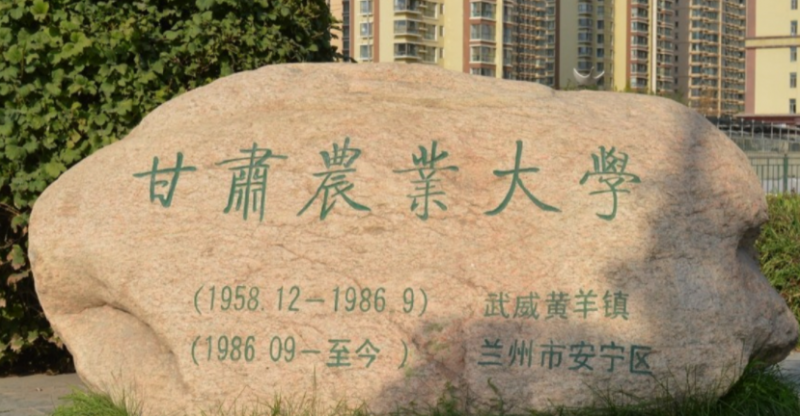 甘肅農業大學
(1958.12－1986.9) 武威黄羊镇
(1986 09－至今 ) 兰州市安宁区